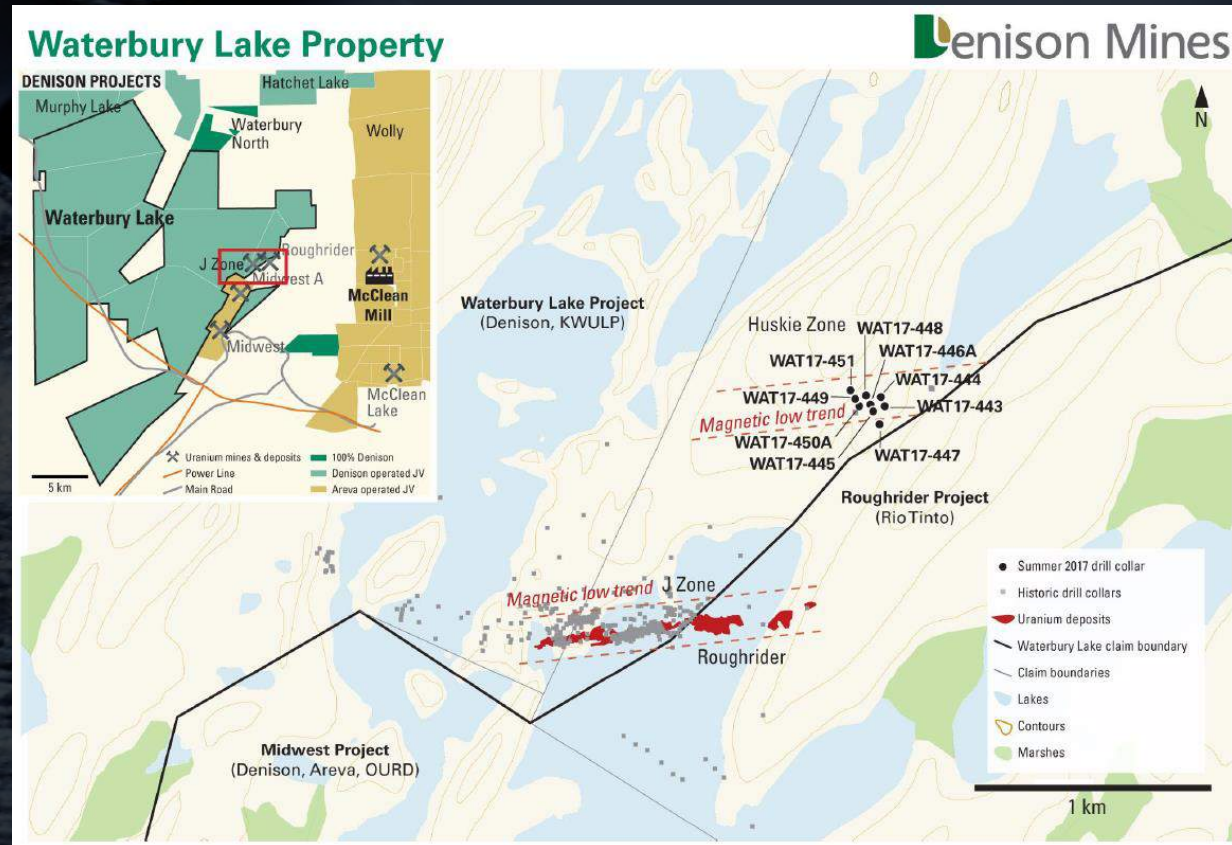 Waterbury Lake Property
Denison Mines
DENISON PROJECTS
Hatchet Lake
Murphy Lake
Waterbury
North
Wolly
Waterbury Lake
J Zone
Roughrider
Midwest A
McClean
Mill
Midwest
McClean
Lake
Uranium mines & deposits
Power Line
Main Road
100% Denison
Denison operated JV
Areva operated JV
5 km
N
Waterbury Lake Project
(Denison, KWULP)
Huskie Zone
WAT17-448
WAT17-451
WAT17-446A
WAT17-444
WAT17-449
WAT17-443
Magnetic low trend
WAT17-450A
WAT17-445
WAT17-447
Roughrider Project
(Rio Tinto)
Magnetic low trend
J Zone
Roughrider
Midwest Project
(Denison, Areva, OURD)
Summer 2017 drill collar
Historic drill collars
Uranium deposits
Waterbury Lake claim boundary
Claim boundaries
Lakes
Contours
Marshes
1 km